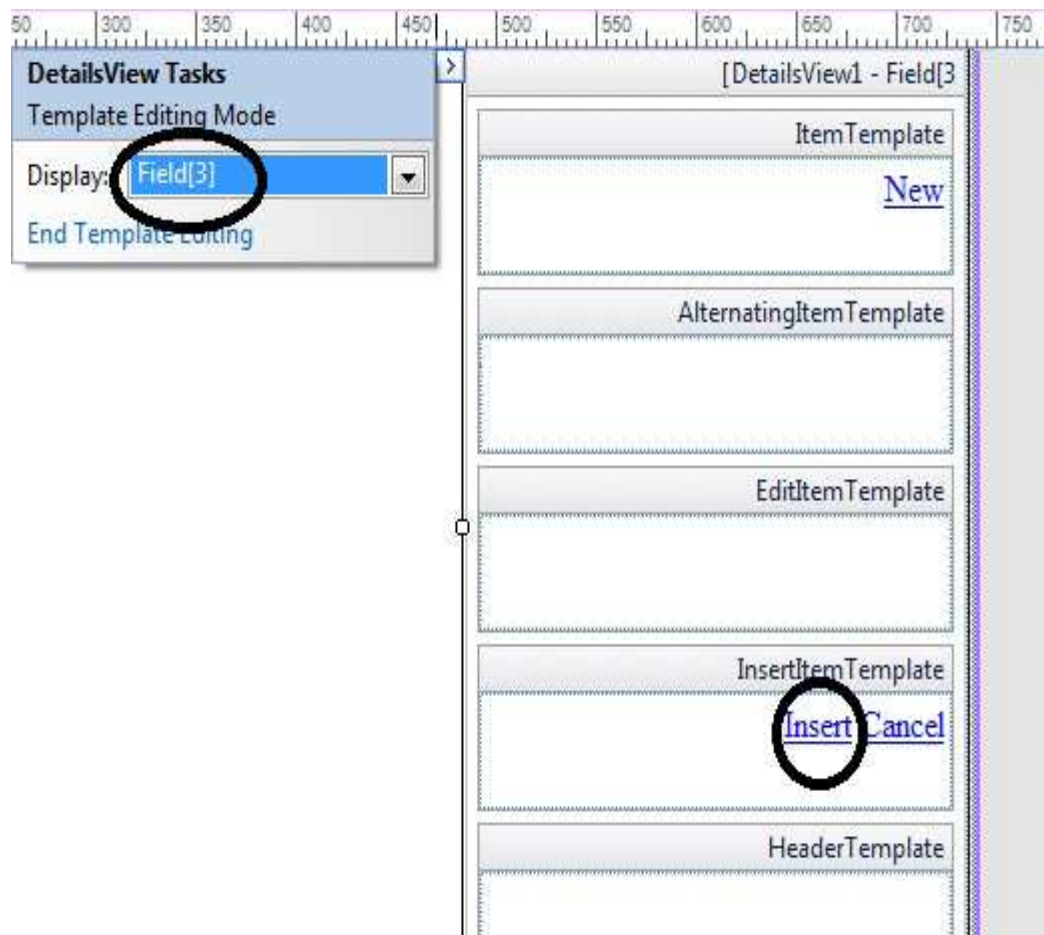 50 300 350 400 450 500 550 600 650 700 750
DetailsView Tasks
Template Editing Mode
Display: Field[3]
End Template Editing
[DetailsView1 - Field[3
ItemTemplate
New
AlternatingItemTemplate
EditItemTemplate
InsertItemTemplate
Insert Cancel
HeaderTemplate